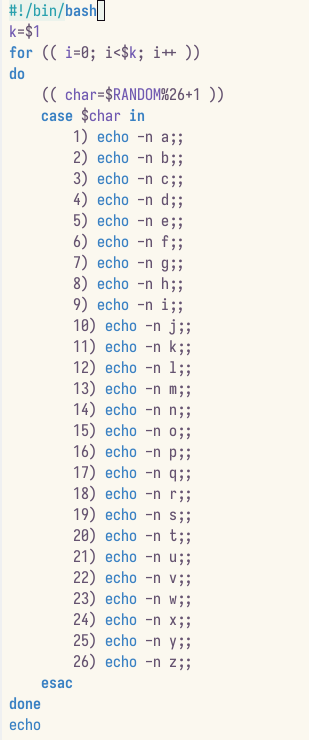 #!/bin/bash
k=$1
for (( i=0; i<$k; i++ ))
do
    (( char=$RANDOM%26+1 ))
    case $char in
        1) echo -n a;;
        2) echo -n b;;
        3) echo -n c;;
        4) echo -n d;;
        5) echo -n e;;
        6) echo -n f;;
        7) echo -n g;;
        8) echo -n h;;
        9) echo -n i;;
        10) echo -n j;;
        11) echo -n k;;
        12) echo -n l;;
        13) echo -n m;;
        14) echo -n n;;
        15) echo -n o;;
        16) echo -n p;;
        17) echo -n q;;
        18) echo -n r;;
        19) echo -n s;;
        20) echo -n t;;
        21) echo -n u;;
        22) echo -n v;;
        23) echo -n w;;
        24) echo -n x;;
        25) echo -n y;;
        26) echo -n z;;
    esac
done
echo